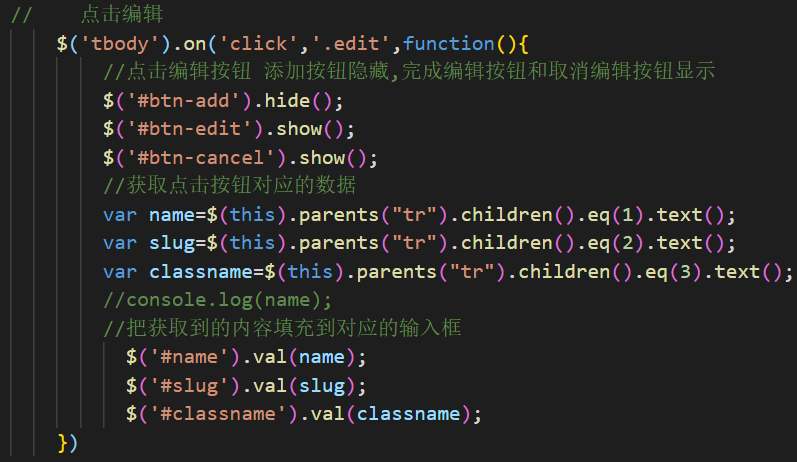 //    点击编辑
$('tbody').on('click','.edit',function(){
//点击编辑按钮 添加按钮隐藏,完成编辑按钮和取消编辑按钮显示
$('#btn-add').hide();
$('#btn-edit').show();
$('#btn-cancel').show();
//获取点击按钮对应的数据
var name=$(this).parents("tr").children().eq(1).text();
var slug=$(this).parents("tr").children().eq(2).text();
var classname=$(this).parents("tr").children().eq(3).text();
//console.log(name);
//把获取到的内容填充到对应的输入框
$('#name').val(name);
$('#slug').val(slug);
$('#classname').val(classname);
})